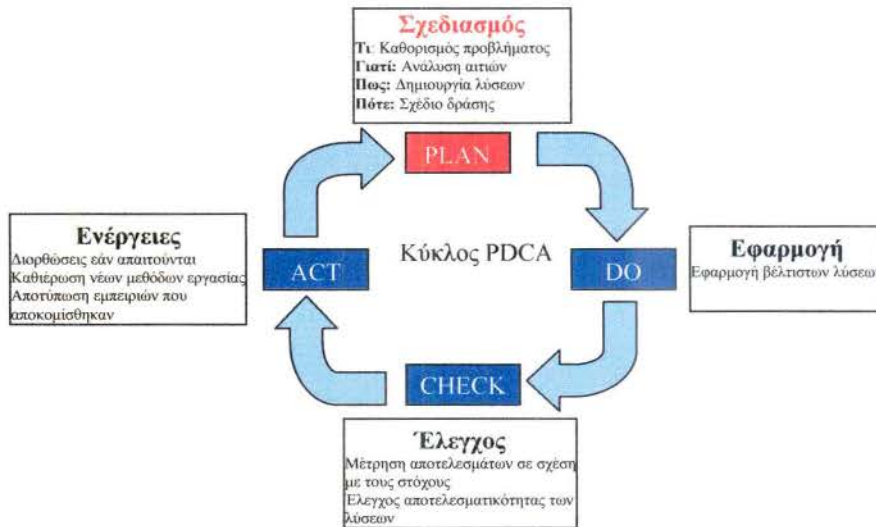 Σχεδιασμός
Τι: Καθορισμός προβλήματος
Γιατί: Ανάλυση αιτιών
Πως: Δημιουργία λύσεων
Πότε: Σχέδιο δράσης
PLAN
Ενέργειες
Διορθώσεις εάν απαιτούνται
Καθιέρωση νέων μεθόδων εργασίας
Αποτύπωση εμπειριών που
αποκομίσθηκαν
ACT
Κύκλος PDCA
DO
Εφαρμογή
Εφαρμογή βέλτιστων λύσεων
CHECK
Έλεγχος
Μέτρηση αποτελεσμάτων σε σχέση
με τους στόχους
Έλεγχος αποτελεσματικότητας των
λύσεων